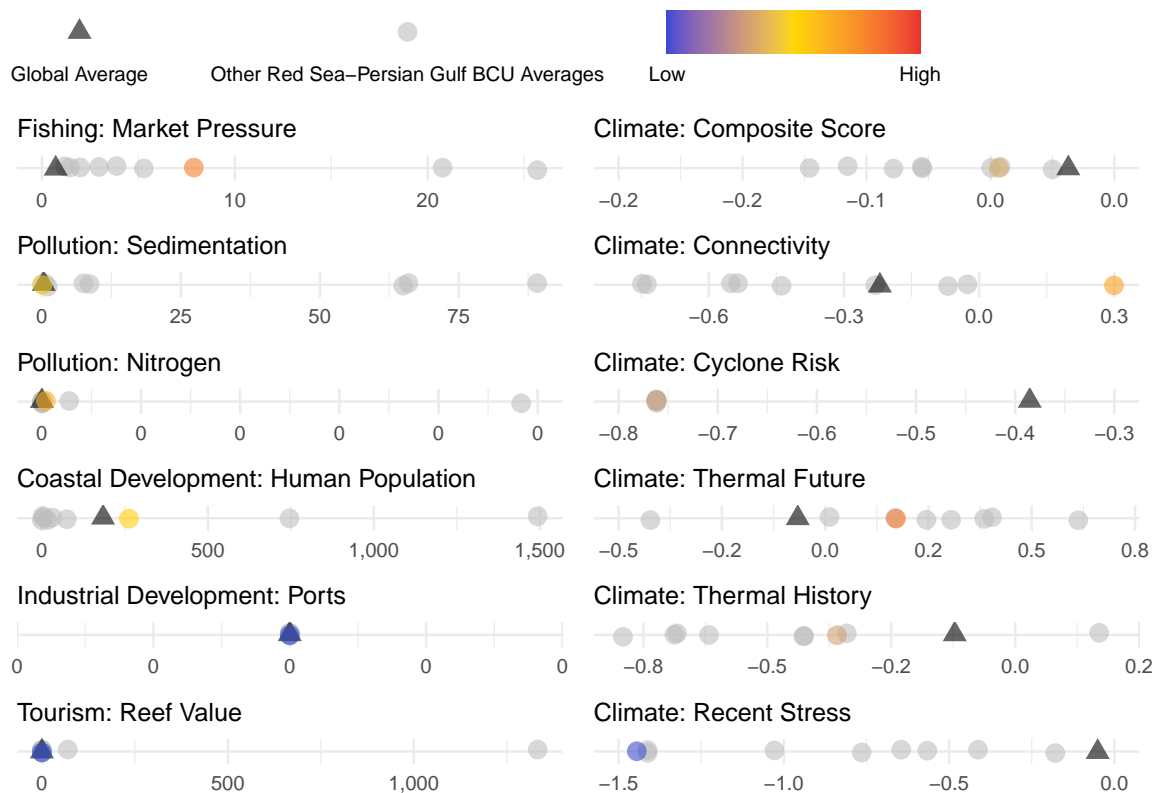 Global Average
Other Red Sea−Persian Gulf BCU Averages
Low
High
Fishing: Market Pressure
0 10 20
Climate: Composite Score
−0.2 −0.2 −0.1 0.0 0.0
Pollution: Sedimentation
0 25 50 75
Climate: Connectivity
−0.6 −0.3 0.0 0.3
Pollution: Nitrogen
0 0 0 0 0 0
Climate: Cyclone Risk
−0.8 −0.7 −0.6 −0.5 −0.4 −0.3
Coastal Development: Human Population
0 500 1,000 1,500
Climate: Thermal Future
−0.5 −0.2 0.0 0.2 0.5 0.8
Industrial Development: Ports
0 0 0 0 0
Climate: Thermal History
−0.8 −0.5 −0.2 0.0 0.2
Tourism: Reef Value
0 500 1,000
Climate: Recent Stress
−1.5 −1.0 −0.5 0.0